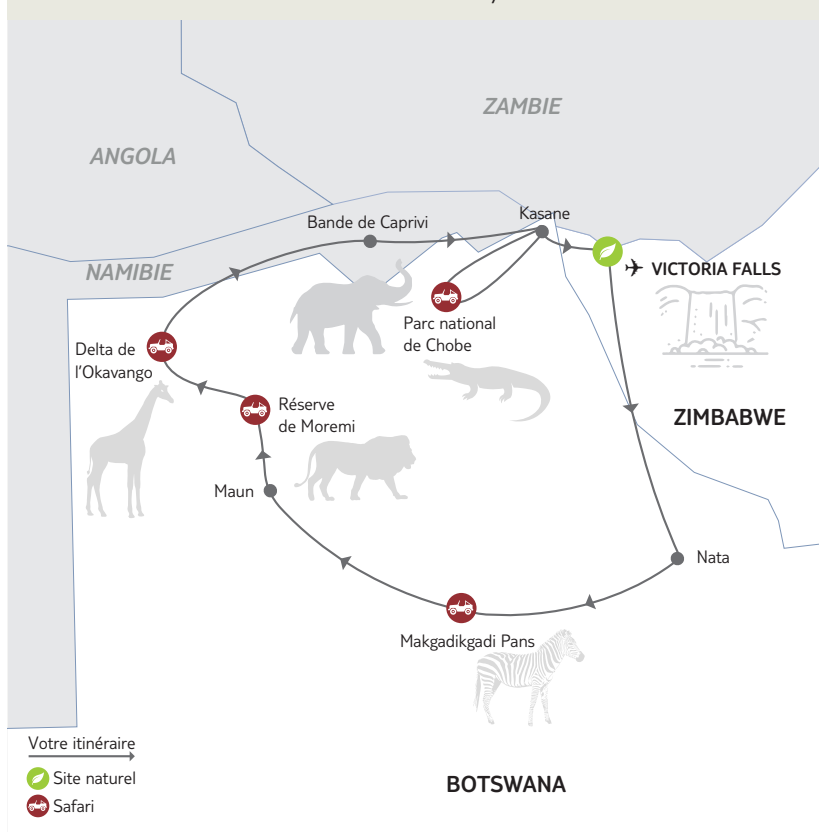 ZAMBIE
ANGOLA
Kasane
Bande de Caprivi
NAMIBIE
VICTORIA FALLS
Parc national
de Chobe
Delta de
l'Okavango
Réserve
de Moremi
ZIMBABWE
Maun
Nata
Makgadikgadi Pans
Votre itinéraire
Site naturel
Safari
BOTSWANA